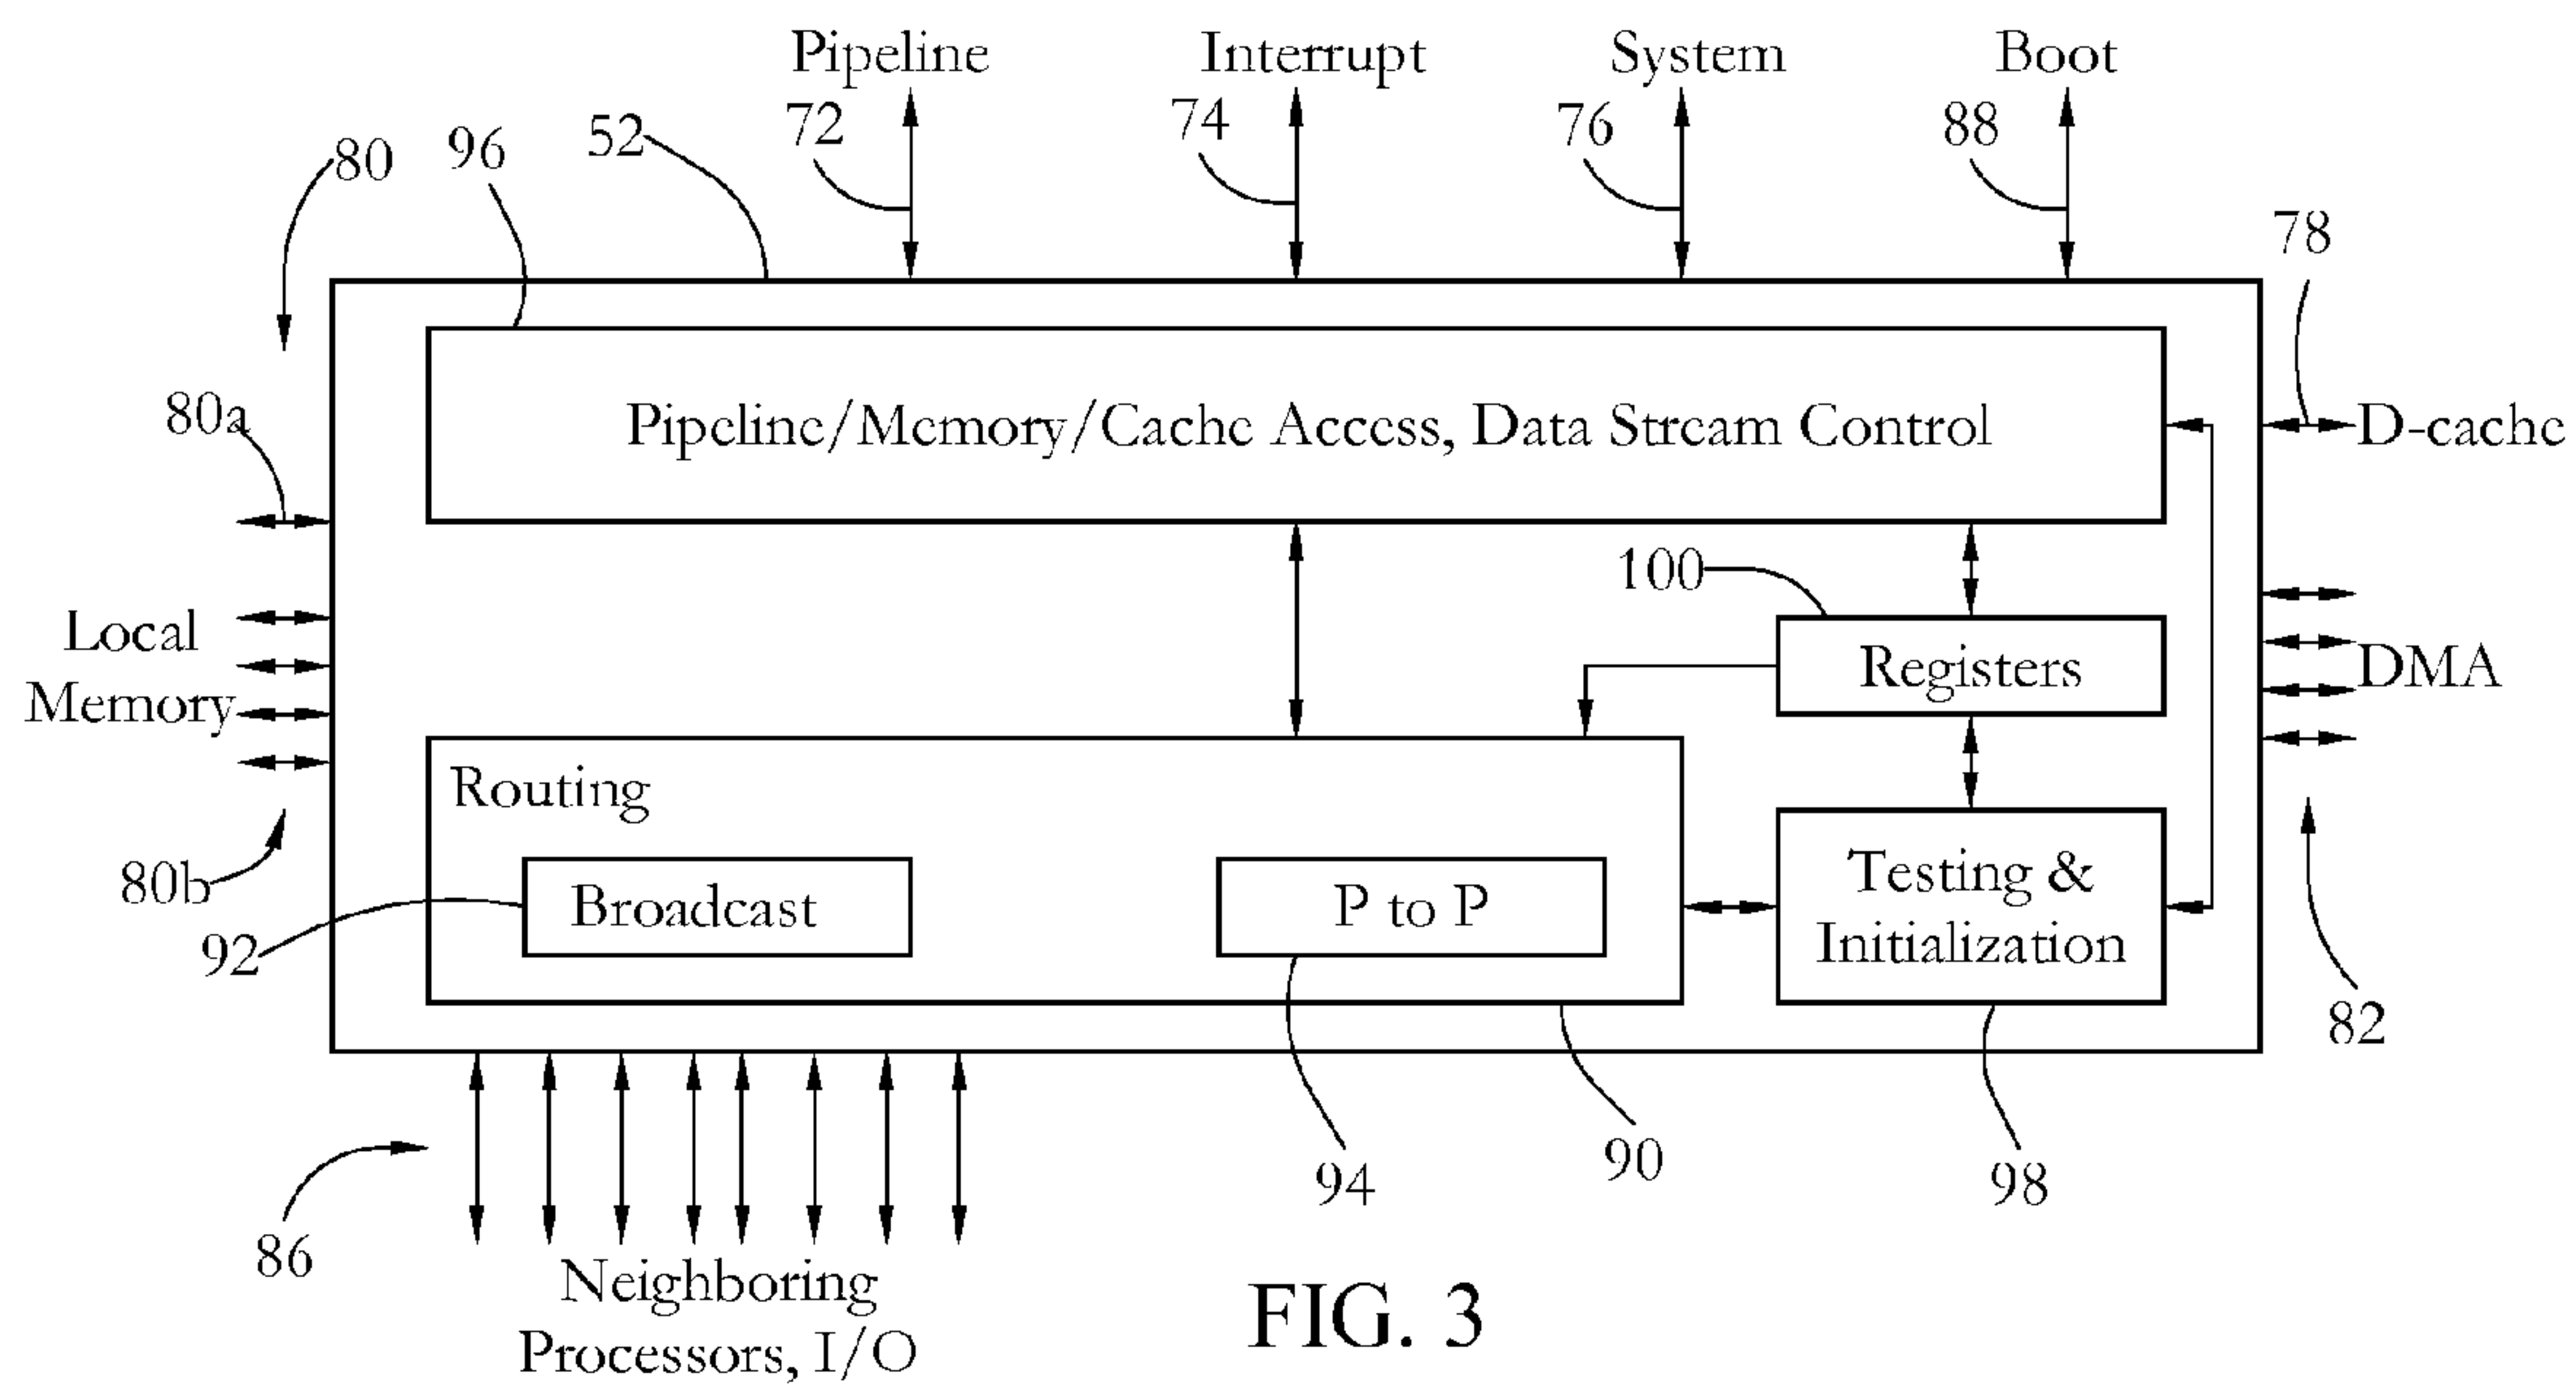 Pipeline Interrupt System Boot
72 74 76 88
80 96 52
78
80a
Pipeline/Memory/Cache Access, Data Stream Control
D-cache
100
Local
Memory
Registers
DMA
Routing
80b
Broadcast
P to P
Testing &
Initialization
92
82
94 90 98
86
Neighboring
Processors, I/O
FIG. 3